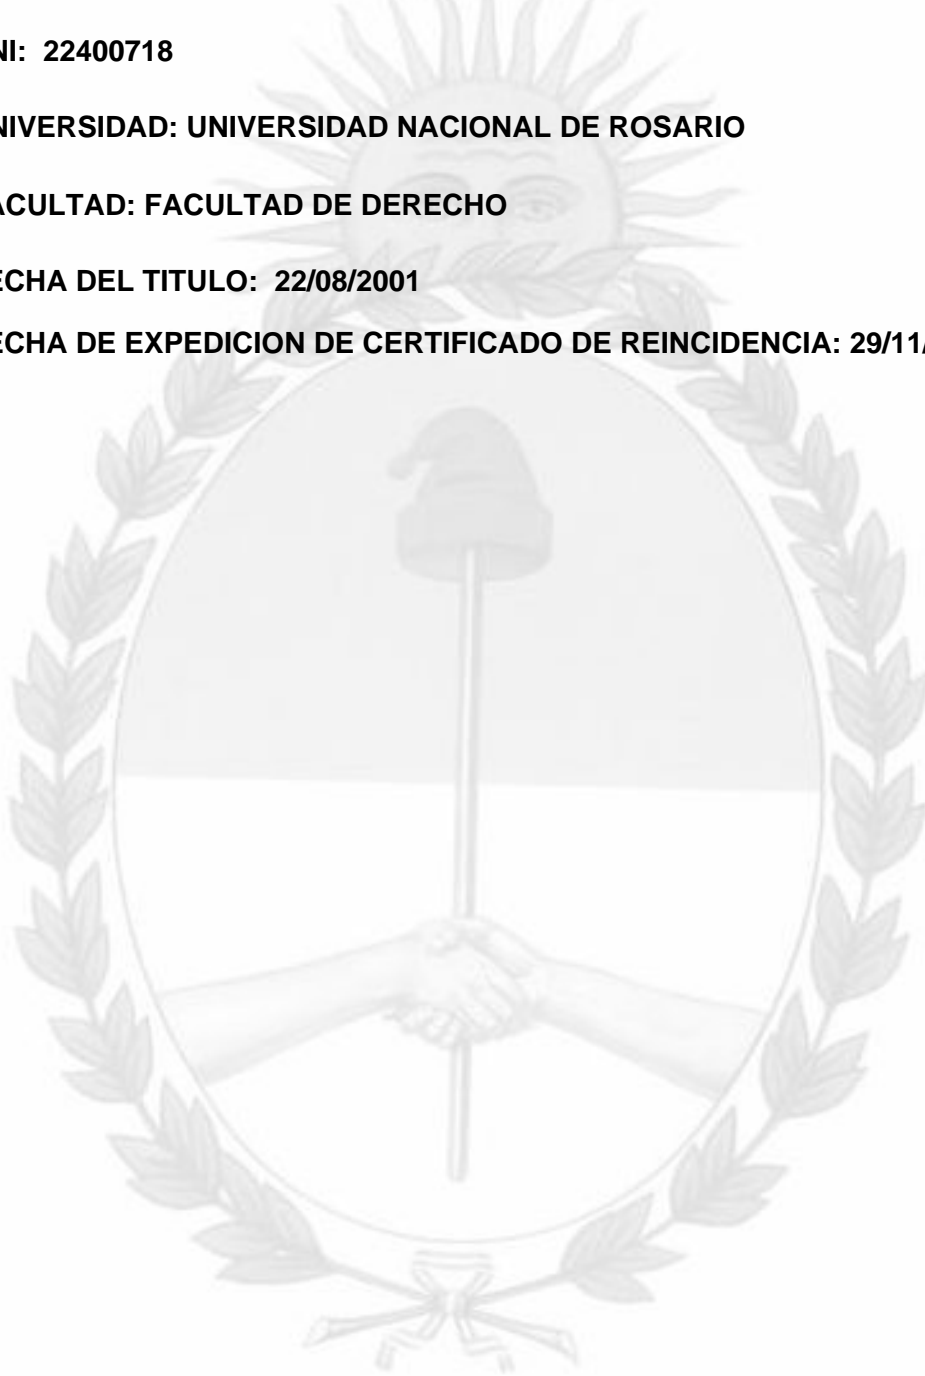 NI: 22400718
NIVERSIDAD: UNIVERSIDAD NACIONAL DE ROSARIO
ACULTAD: FACULTAD DE DERECHO
ECHA DEL TITULO: 22/08/2001
ECHA DE EXPEDICION DE CERTIFICADO DE REINCIDENCIA: 29/11/